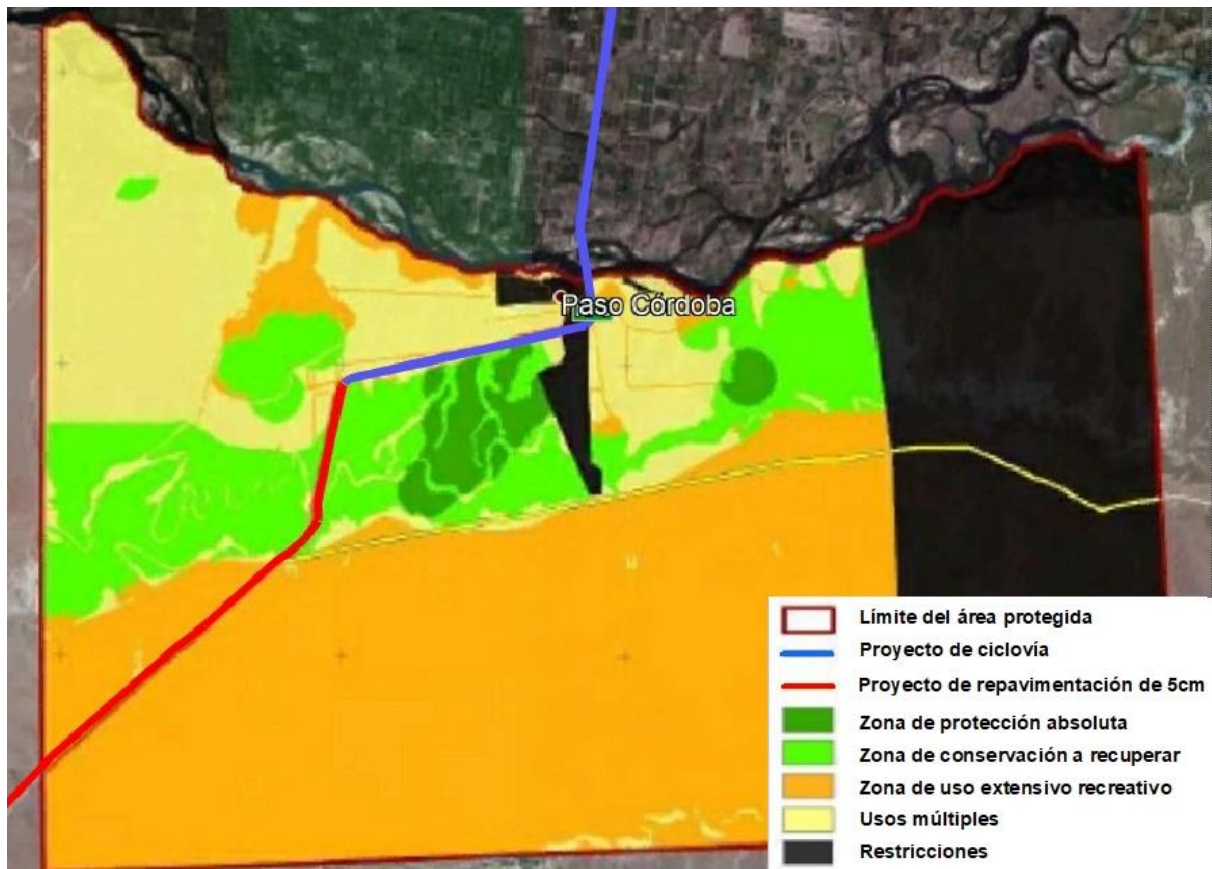 Paso Córdoba
Límite del área protegida
Proyecto de ciclovía
Proyecto de repavimentación de 5cm
Zona de protección absoluta
Zona de conservación a recuperar
Zona de uso extensivo recreativo
Usos múltiples
Restricciones